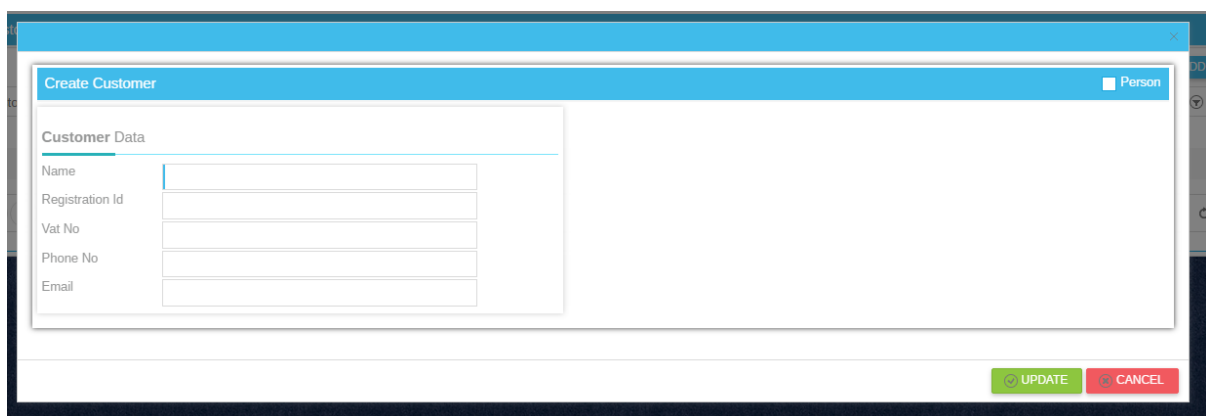 Create Customer
Person
Customer Data
Name
Registration Id
Vat No
Phone No
Email
UPDATE
CANCEL